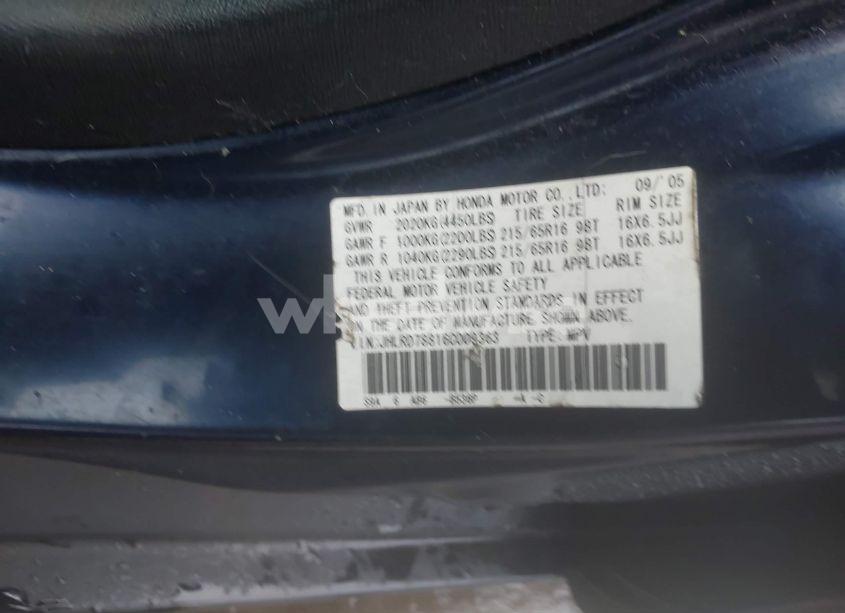 MFD. IN JAPAN BY HONDA MOTOR CO., LTD: 09/'05
GVWR 2020KG(4450LBS) TIRE SIZE RIM SIZE
GAWR F 1000KG(2200LBS) 215/65R16 98T 16X6.5JJ
GAWR R 1040KG(2290LBS) 215/65R16 98T 16X6.5JJ
THIS VEHICLE CONFORMS TO ALL APPLICABLE
FEDERAL MOTOR VEHICLE SAFETY
AND THEFT PREVENTION STANDARDS IN EFFECT
ON THE DATE OF MANUFACTURE SHOWN ABOVE.
TYPE: MPV